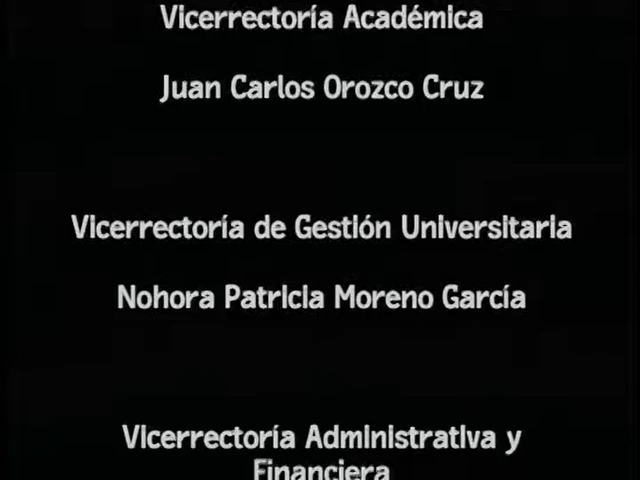 Vicerrectoría Académica
Juan Carlos Orozco Cruz
Vicerrectoría de Gestión Universitaria
Nohora Patricia Moreno García
Vicerrectoría Administrativa y
Financiera